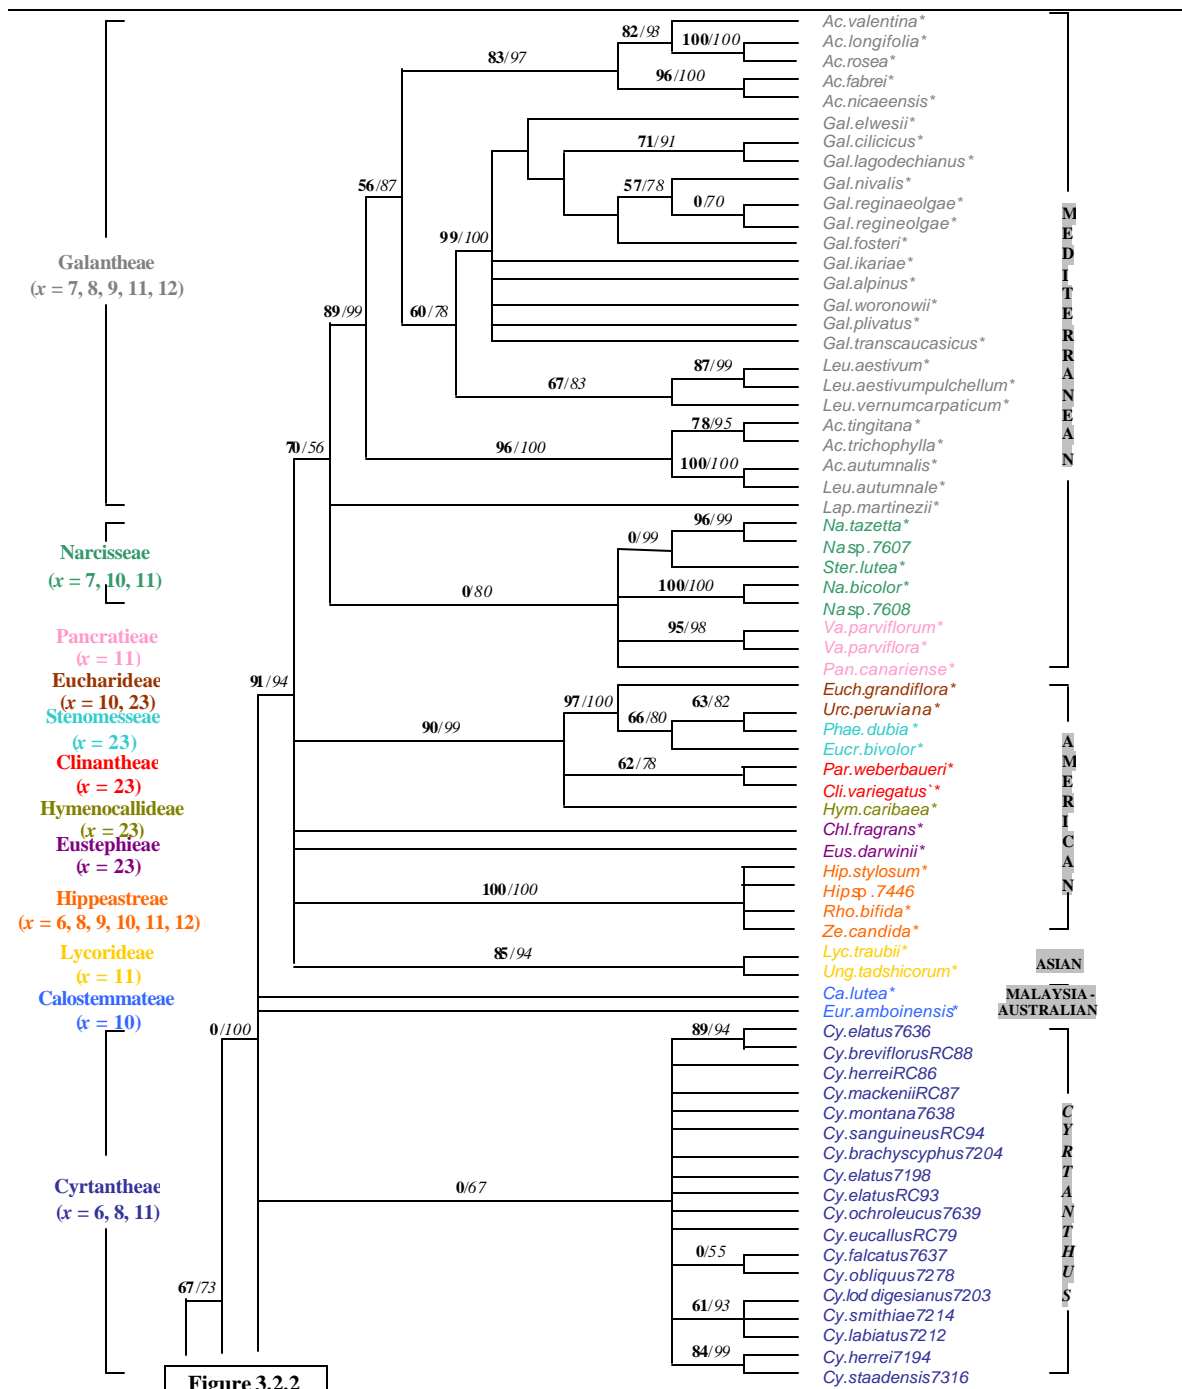 Ac.valentina*
82/93
Ac.longifolia*
100/100
Ac.rosea*
83/97
Ac.fabrei*
96/100
Ac.nicaeensis*
Gal.elwesii*
Gal.cilicicus*
71/91
Gal.lagodechianus*
Gal.nivalis*
57/78
56/87
Gal.reginaeolgae*
0/70
Gal.regineolgae*
Gal.fosteri*
99/100
Gal.ikariae*
Gal.alpinus*
Gal.woronowii*
89/99
60/78
Gal.plivatus*
Gal.transcaucasicus*
Leu.aestivum*
87/99
Leu.aestivumpulchellum*
67/83
Leu.vernumcarpaticum*
Ac.tingitana*
78/95
Ac.trichophylla*
70/56
96/100
Ac.autumnalis*
100/100
Leu.autumnale*
Lap.martinezii*
Galantheae
(x = 7, 8, 9, 11, 12)
MEDITERRANEAN
Na.tazetta*
96/99
Nasp.7607
0/99
Ster.lutea*
Na.bicolor*
100/100
0/80
Nasp.7608
Narcisseae
(x = 7, 10, 11)
Va.parviflorum*
95/98
Va.parviflora*
Pan.canariense*
Pancratieae
(x = 11)
91/94
Euch.grandiflora*
97/100
63/82
Urc.peruviana*
66/80
Eucharideae
(x = 10, 23)
Phae.dubia*
90/99
Eucr.bivolor*
Stenomesseae
(x = 23)
Par.weberbaueri*
62/78
Cli.variegatus`*
Clinantheae
(x = 23)
Hym.caribaea*
Hymenocallideae
(x = 23)
Chl.fragrans*
Eus.darwinii*
Eustephieae
(x = 23)
Hip.stylosum*
100/100
Hipsp.7446
Rho.bifida*
Ze.candida*
Hippeastreae
(x = 6, 8, 9, 10, 11, 12)
AMERICAN
Lyc.traubii*
85/94
Ung.tadshicorum*
Lycorideae
(x = 11)
ASIAN
Ca.lutea*
Eur.amboinensis*
Calostemmateae
(x = 10)
MALAYSIA-
AUSTRALIAN
0/100
Cy.elatus7636
89/94
Cy.breviflorusRC88
Cy.herreiRC86
Cy.mackeniiRC87
Cy.montana7638
Cy.sanguineusRC94
Cy.brachyscyphus7204
Cy.elatus7198
0/67
Cy.elatusRC93
Cy.ochroleucus7639
Cy.eucallusRC79
Cy.falcatus7637
0/55
Cy.obliquus7278
Cy.loddigesianus7203
61/93
Cy.smithiae7214
Cy.labiatus7212
Cy.herrei7194
84/99
Cy.staadensis7316
Cyrtantheae
(x = 6, 8, 11)
CYRTANTHUS
67/73
Figure 3.2.2